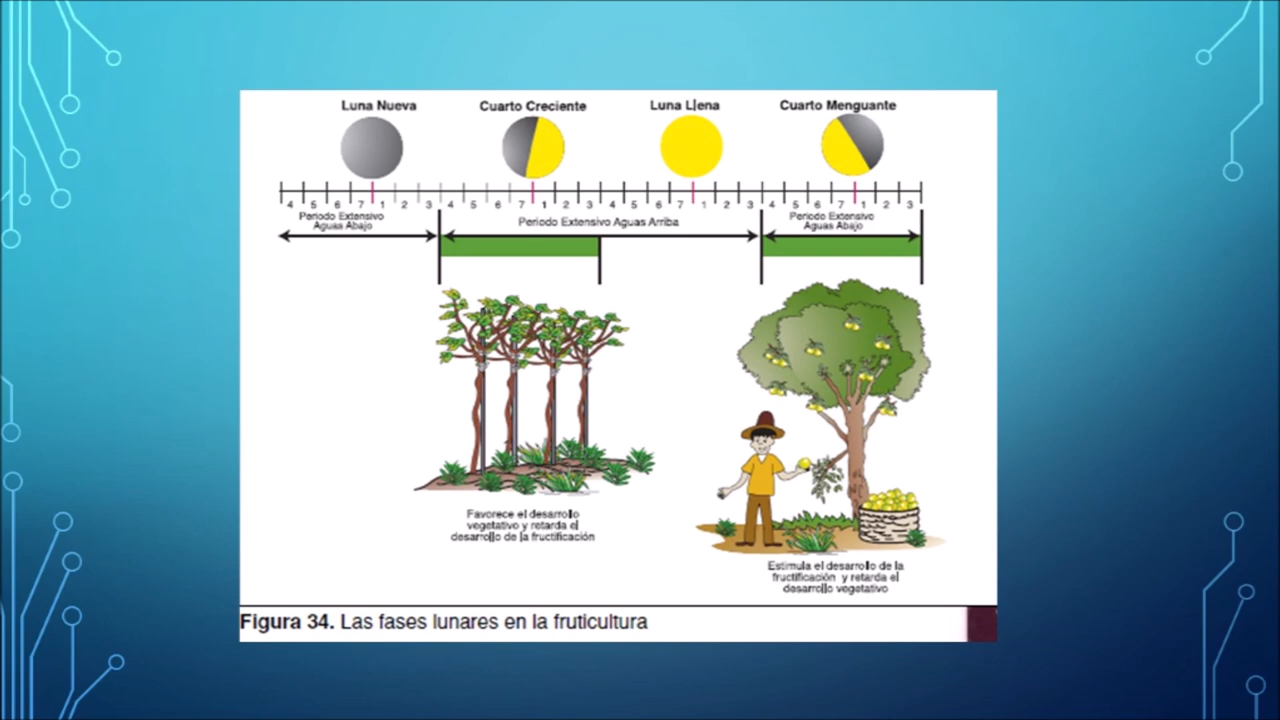 Luna Nueva
Cuarto Creciente
Luna Llena
Cuarto Menguante
4 5 6 7 1 2 3 4 5 6 7 1 2 3 4 5 6 7 1 2 3 4 5 6 7 1 2 3
Periodo Extensivo
Aguas Abajo
Periodo Extensivo Aguas Arriba
Periodo Extensivo
Aguas Abajo
Favorece el desarrollo
vegetativo y retarda el
desarrollo de la fructificación
Estimula el desarrollo de la
fructificación y retarda el
desarrollo vegetativo
Figura 34. Las fases lunares en la fruticultura